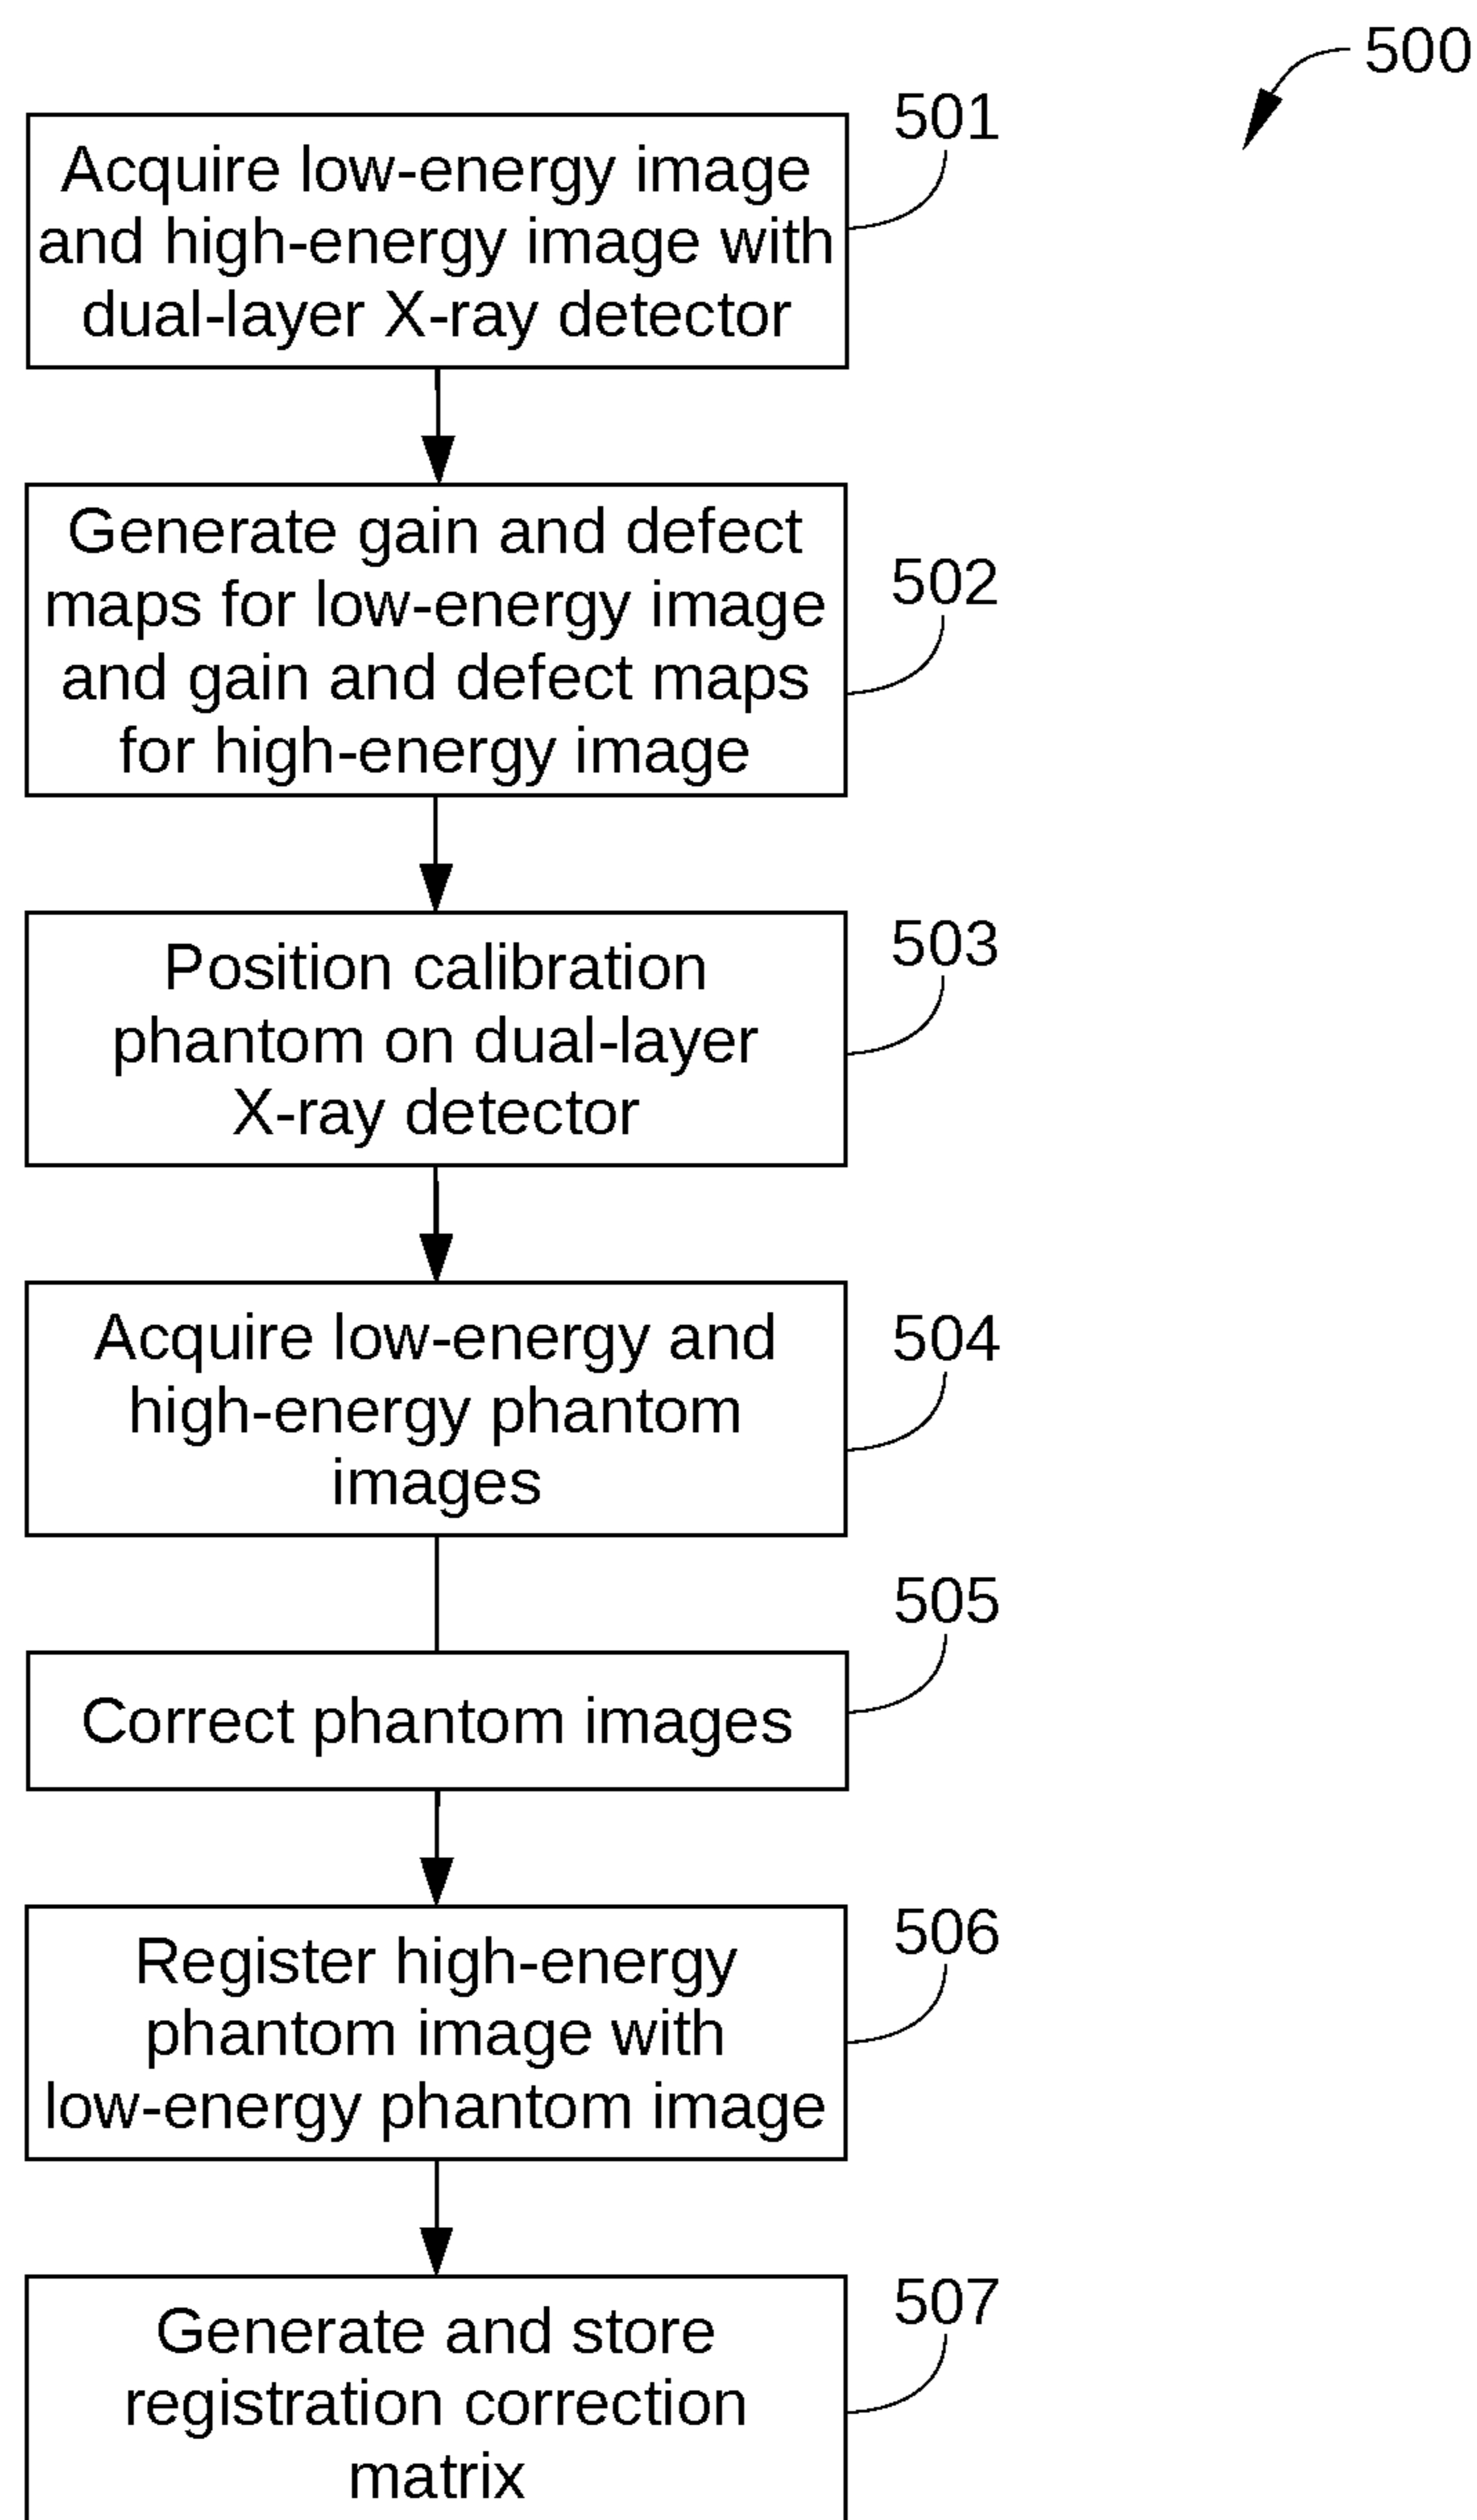 500
501
Acquire low-energy image
and high-energy image with
dual-layer X-ray detector
502
Generate gain and defect
maps for low-energy image
and gain and defect maps
for high-energy image
503
Position calibration
phantom on dual-layer
X-ray detector
504
Acquire low-energy and
high-energy phantom
images
505
Correct phantom images
506
Register high-energy
phantom image with
low-energy phantom image
507
Generate and store
registration correction
matrix